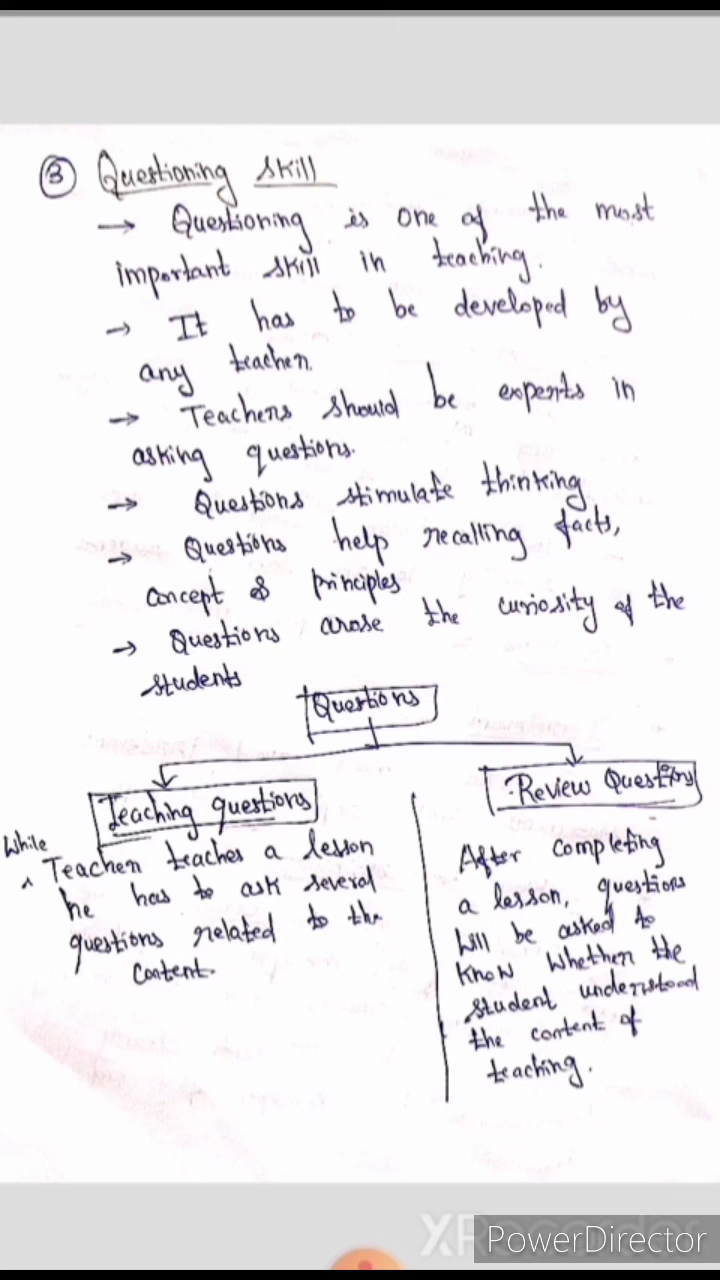 ③ Questioning skill
→ Questioning is one of the most
important skill in teaching.
→ It has to be developed by
any teacher.
→ Teachers should be experts in
asking questions.
→ Questions stimulate thinking
→ Questions help recalling facts,
concept & principles
→ Questions arose the curiosity of the
students
Questions
Teaching questions
While
^ Teacher teaches a lesson
he has to ask several
questions related to the
content.
Review Questions
After completing
a lesson, questions
will be asked to
know whether the
student understood
the content of
teaching.
PowerDirector